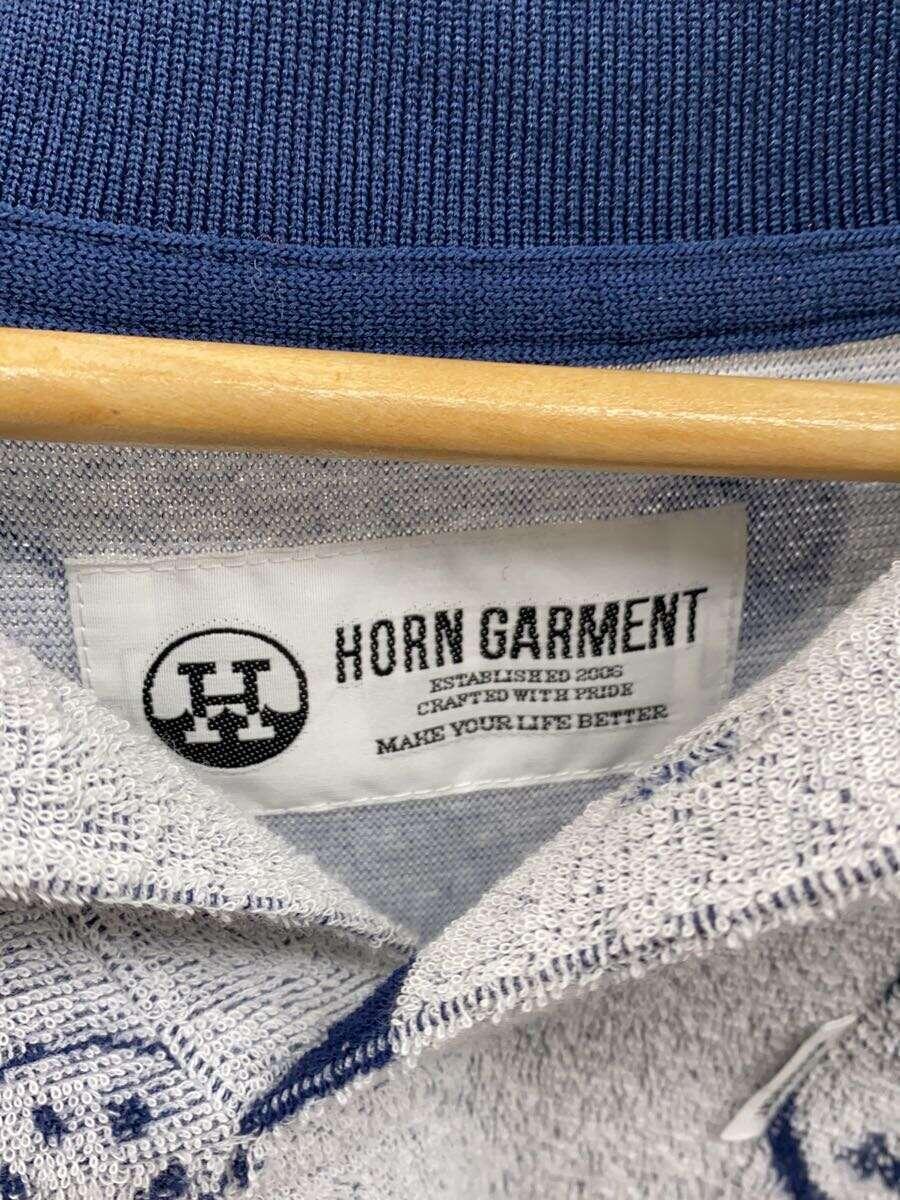 H
HORN GARMENT
ESTABLISHED 2006
CRAFTED WITH PRIDE
MAKE YOUR LIFE BETTER